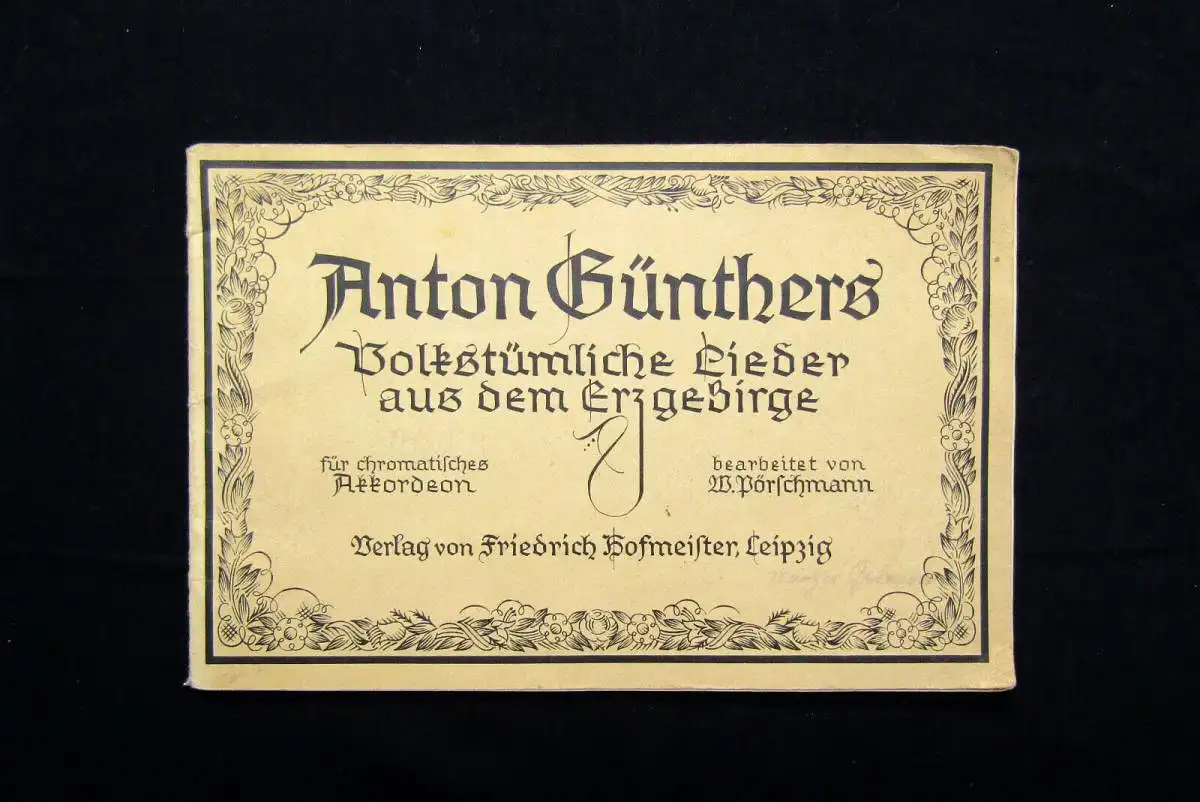 Anton Günthers
Volkstümliche Lieder
aus dem Erzgebirge
für chromatisches
Akkordeon
bearbeitet von
W. Pörschmann
Verlag von Friedrich Hofmeister, Leipzig